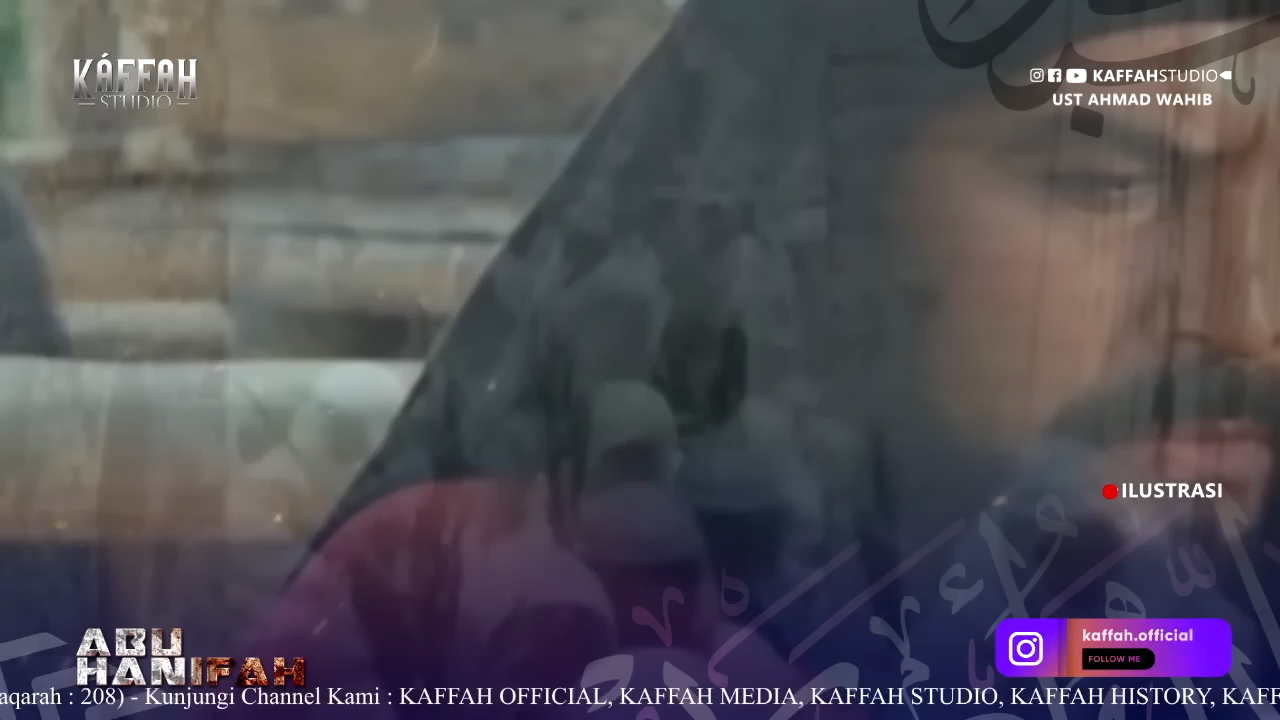 KÁFFAH
STUDIO
KAFFAHSTUDIO
UST AHMAD WAHIB
ILUSTRASI
kaffah.official
FOLLOW ME
ABU
HANIFAH
aqarah : 208) - Kunjungi Channel Kami : KAFFAH OFFICIAL, KAFFAH MEDIA, KAFFAH STUDIO, KAFFAH HISTORY, KAFF